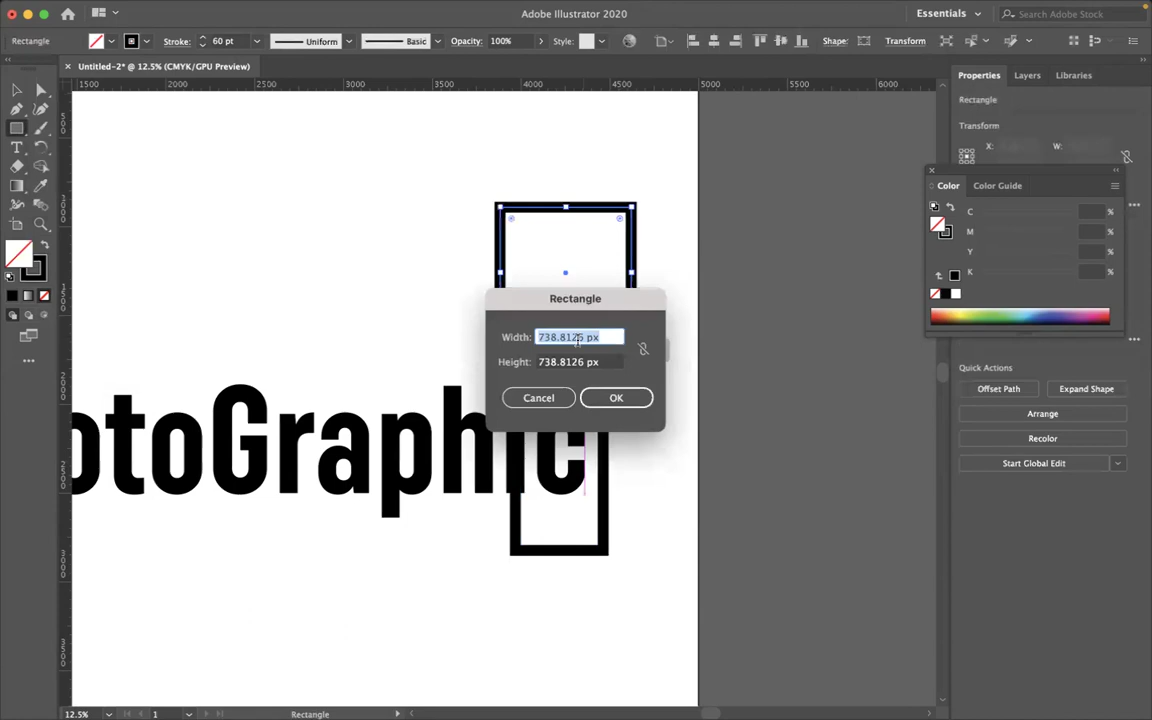 Adobe Illustrator 2020
Essentials
Search Adobe Stock
Rectangle
Stroke:
60 pt
Uniform
Basic
Opacity:
100%
Style:
Shape:
Transform
Untitled-2* @ 12.5% (CMYK/GPU Preview)
1500
2000
2500
3000
3500
4000
4500
5000
5500
6000
Properties
Layers
Libraries
Rectangle
Transform
X:
W:
Color
Color Guide
C
%
M
%
Y
%
K
%
Rectangle
Width:
738.8126 px
Height:
738.8126 px
Cancel
OK
otoGraphic
Quick Actions
Offset Path
Expand Shape
Arrange
Recolor
Start Global Edit
12.5%
1
Rectangle